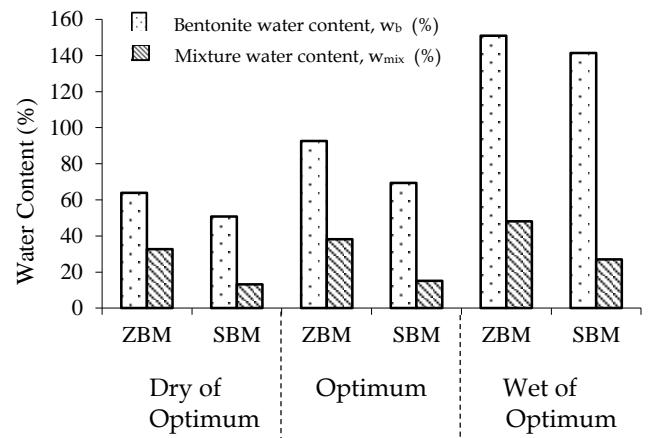 160
140
120
100
80
60
40
20
0
Water Content (%)
Bentonite water content, wb (%)
Mixture water content, wmix (%)
ZBM SBM ZBM SBM ZBM SBM
Dry of Optimum
Optimum
Wet of Optimum